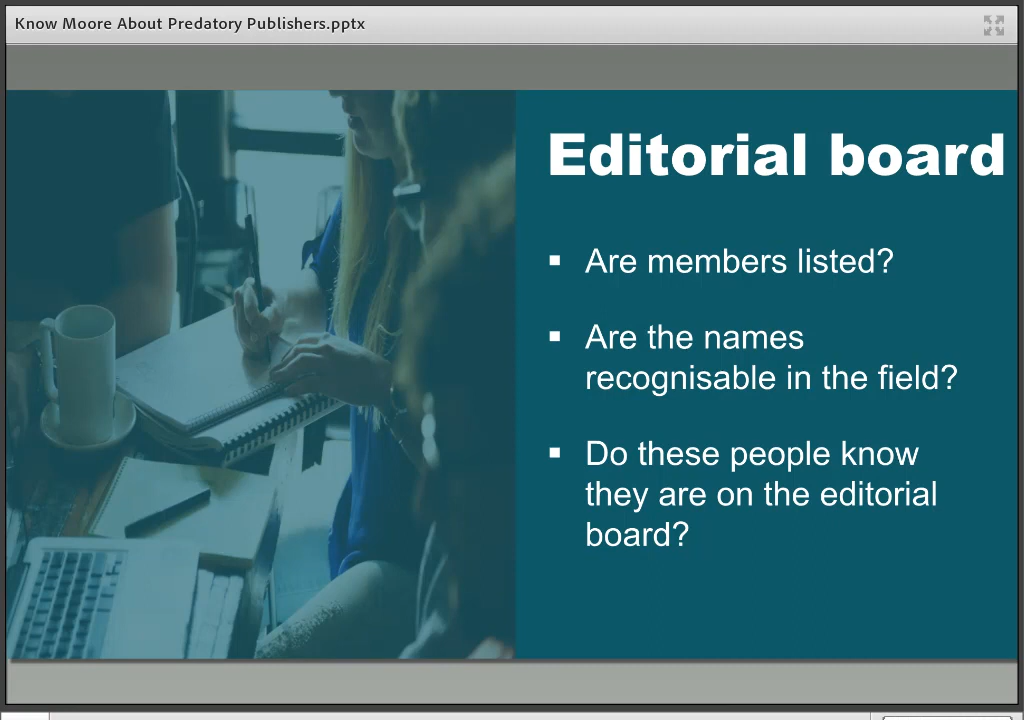 Know Moore About Predatory Publishers.pptx
Editorial board
▪ Are members listed?
▪ Are the names
recognisable in the field?
▪ Do these people know
they are on the editorial
board?